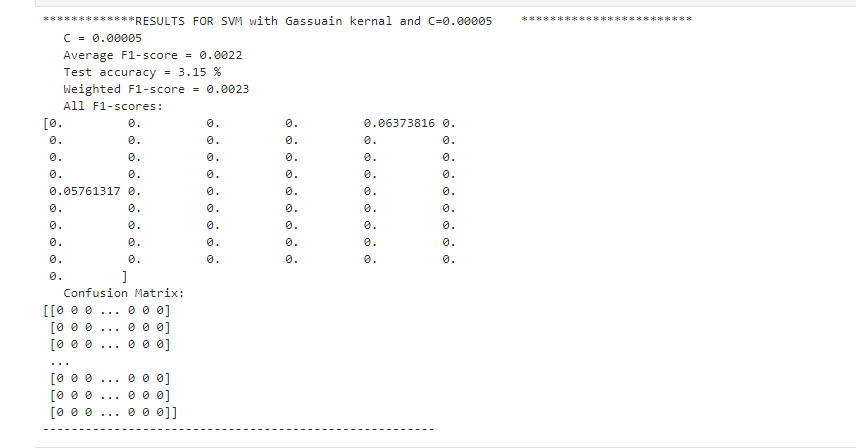 *************RESULTS FOR SVM with Gassuain kernal and C=0.00005    ************************
C = 0.00005
Average F1-score = 0.0022
Test accuracy = 3.15 %
Weighted F1-score = 0.0023
All F1-scores:
[0.         0.         0.         0.         0.06373816 0.
0.         0.         0.         0.         0.         0.
0.         0.         0.         0.         0.         0.
0.         0.         0.         0.         0.         0.
0.05761317 0.         0.         0.         0.         0.
0.         0.         0.         0.         0.         0.
0.         0.         0.         0.         0.         0.
0.         0.         0.         0.         0.         0.
0.         0.         0.         0.         0.         0.
0.        ]
Confusion Matrix:
[[0 0 0 ... 0 0 0]
[0 0 0 ... 0 0 0]
[0 0 0 ... 0 0 0]
...
[0 0 0 ... 0 0 0]
[0 0 0 ... 0 0 0]
[0 0 0 ... 0 0 0]]
-------------------------------------------------------